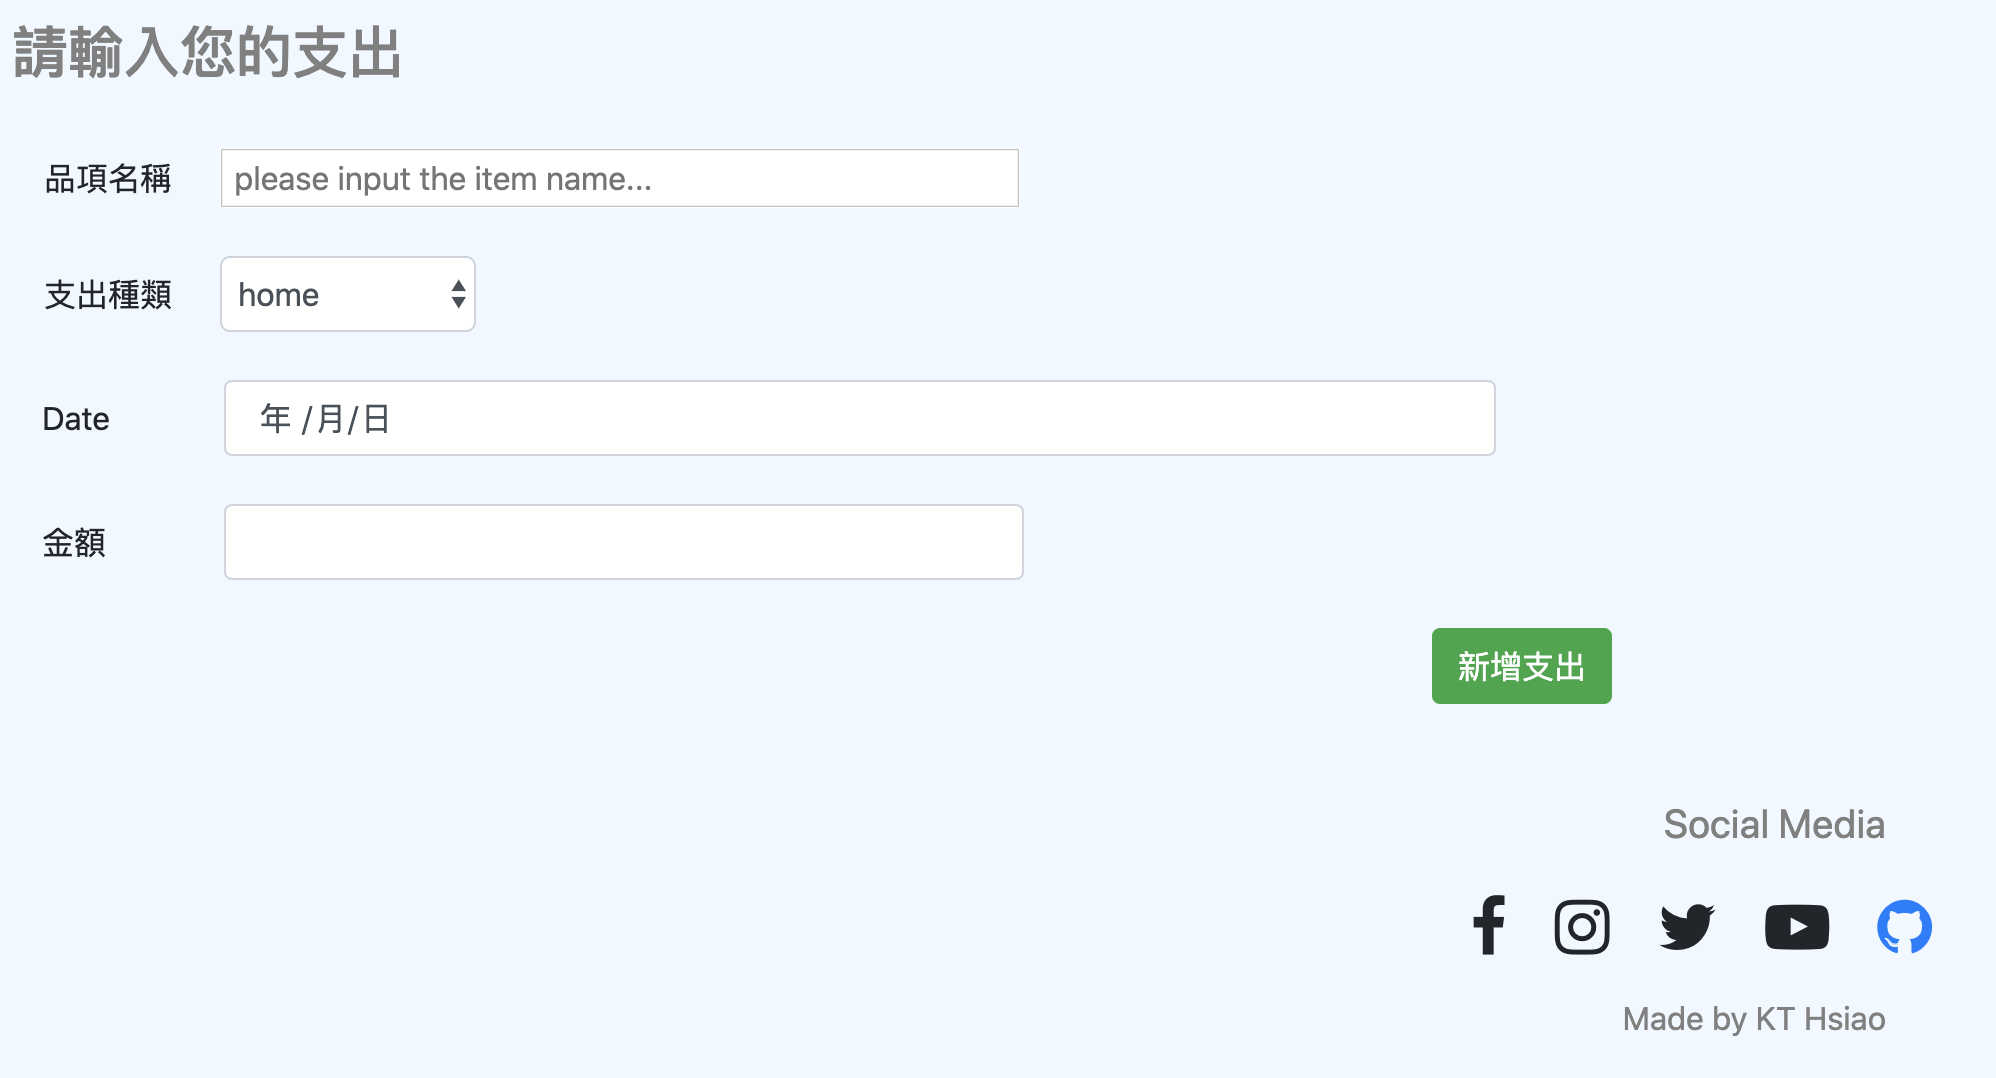 請輸入您的支出
品項名稱 please input the item name...
支出種類 home
Date 年 /月/日
金額
新增支出
Social Media
Made by KT Hsiao